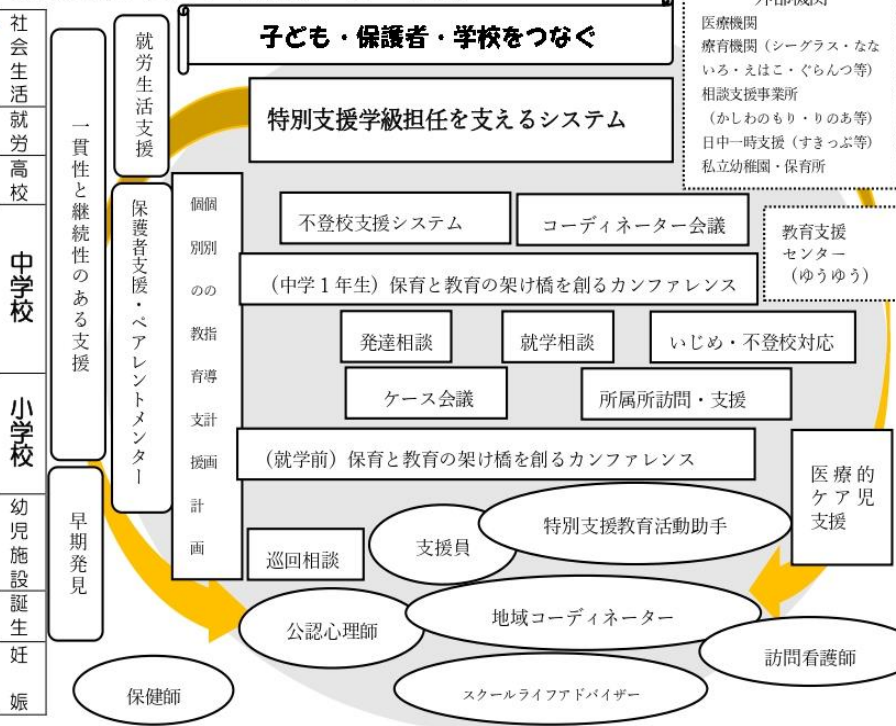 社会生活
就労
高校
中学校
小学校
幼児施設
誕生
妊娠
一貫性と継続性のある支援
早期発見
就労生活支援
保護者支援・ペアレントメンター
個別の教育支援計画
個別の指導計画
子ども・保護者・学校をつなぐ
特別支援学級担任を支えるシステム
外部機関
医療機関
療育機関（シーグラス・なな
いろ・えはこ・ぐらんつ等）
相談支援事業所
（かしわのもり・りのあ等）
日中一時支援（すきっぷ等）
私立幼稚園・保育所
不登校支援システム
コーディネーター会議
教育支援
センター
（ゆうゆう）
（中学１年生）保育と教育の架け橋を創るカンファレンス
発達相談
就学相談
いじめ・不登校対応
ケース会議
所属所訪問・支援
（就学前）保育と教育の架け橋を創るカンファレンス
医療的
ケア児
支援
巡回相談
支援員
特別支援教育活動助手
公認心理師
地域コーディネーター
訪問看護師
保健師
スクールライフアドバイザー